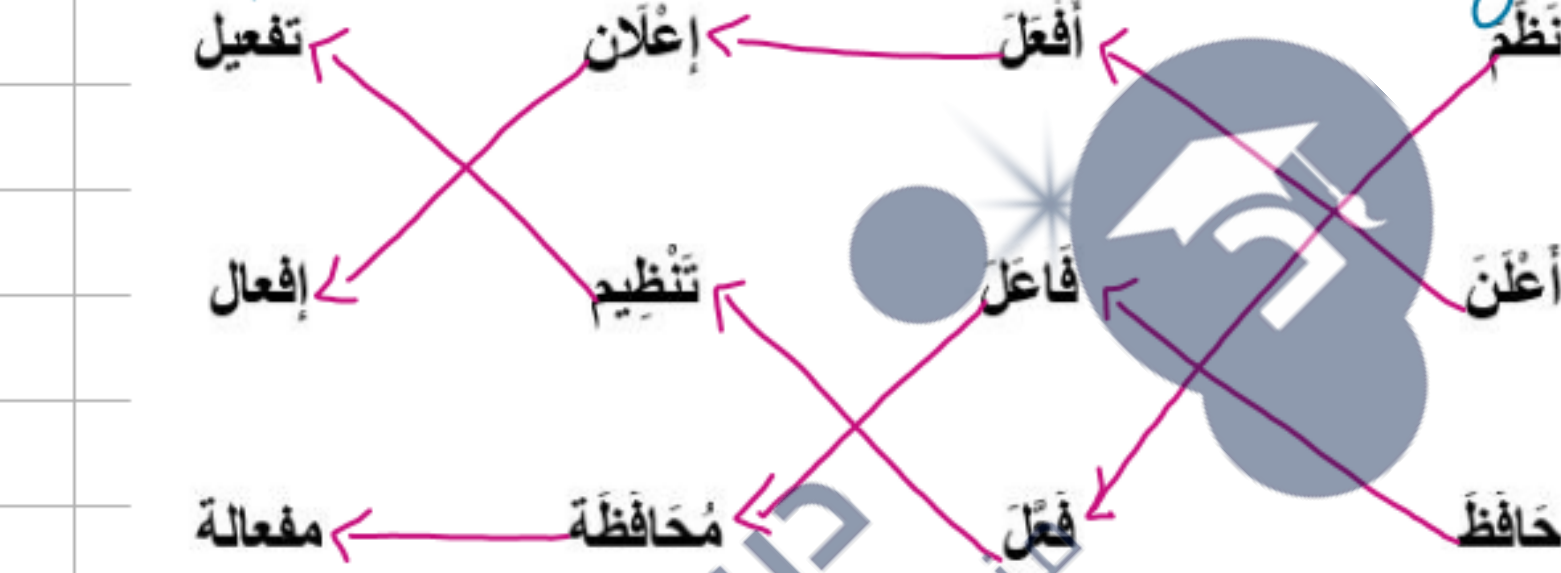 نَظَّمَ أَفْعَلَ إِعْلَان تفعيل
أَعْلَنَ فَاعَلَ تَنْظِيم إفعال
حَافَظَ فَعَّلَ مُحَافَظَة مفعالة